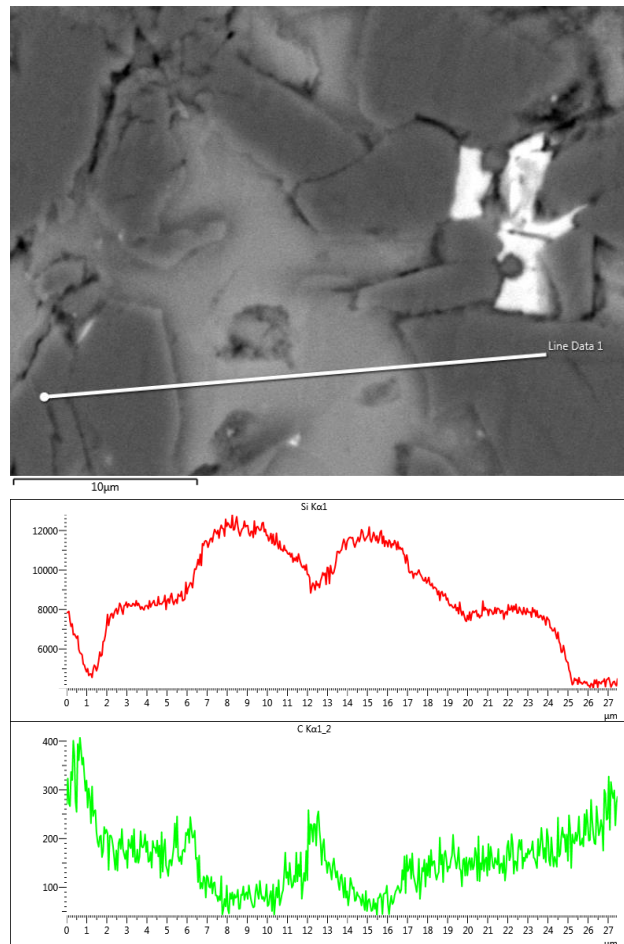 Line Data 1
10µm
Si Kα1
12000
10000
8000
6000
0 1 2 3 4 5 6 7 8 9 10 11 12 13 14 15 16 17 18 19 20 21 22 23 24 25 26 27
µm
C Kα1_2
400
300
200
100
0 1 2 3 4 5 6 7 8 9 10 11 12 13 14 15 16 17 18 19 20 21 22 23 24 25 26 27
µm